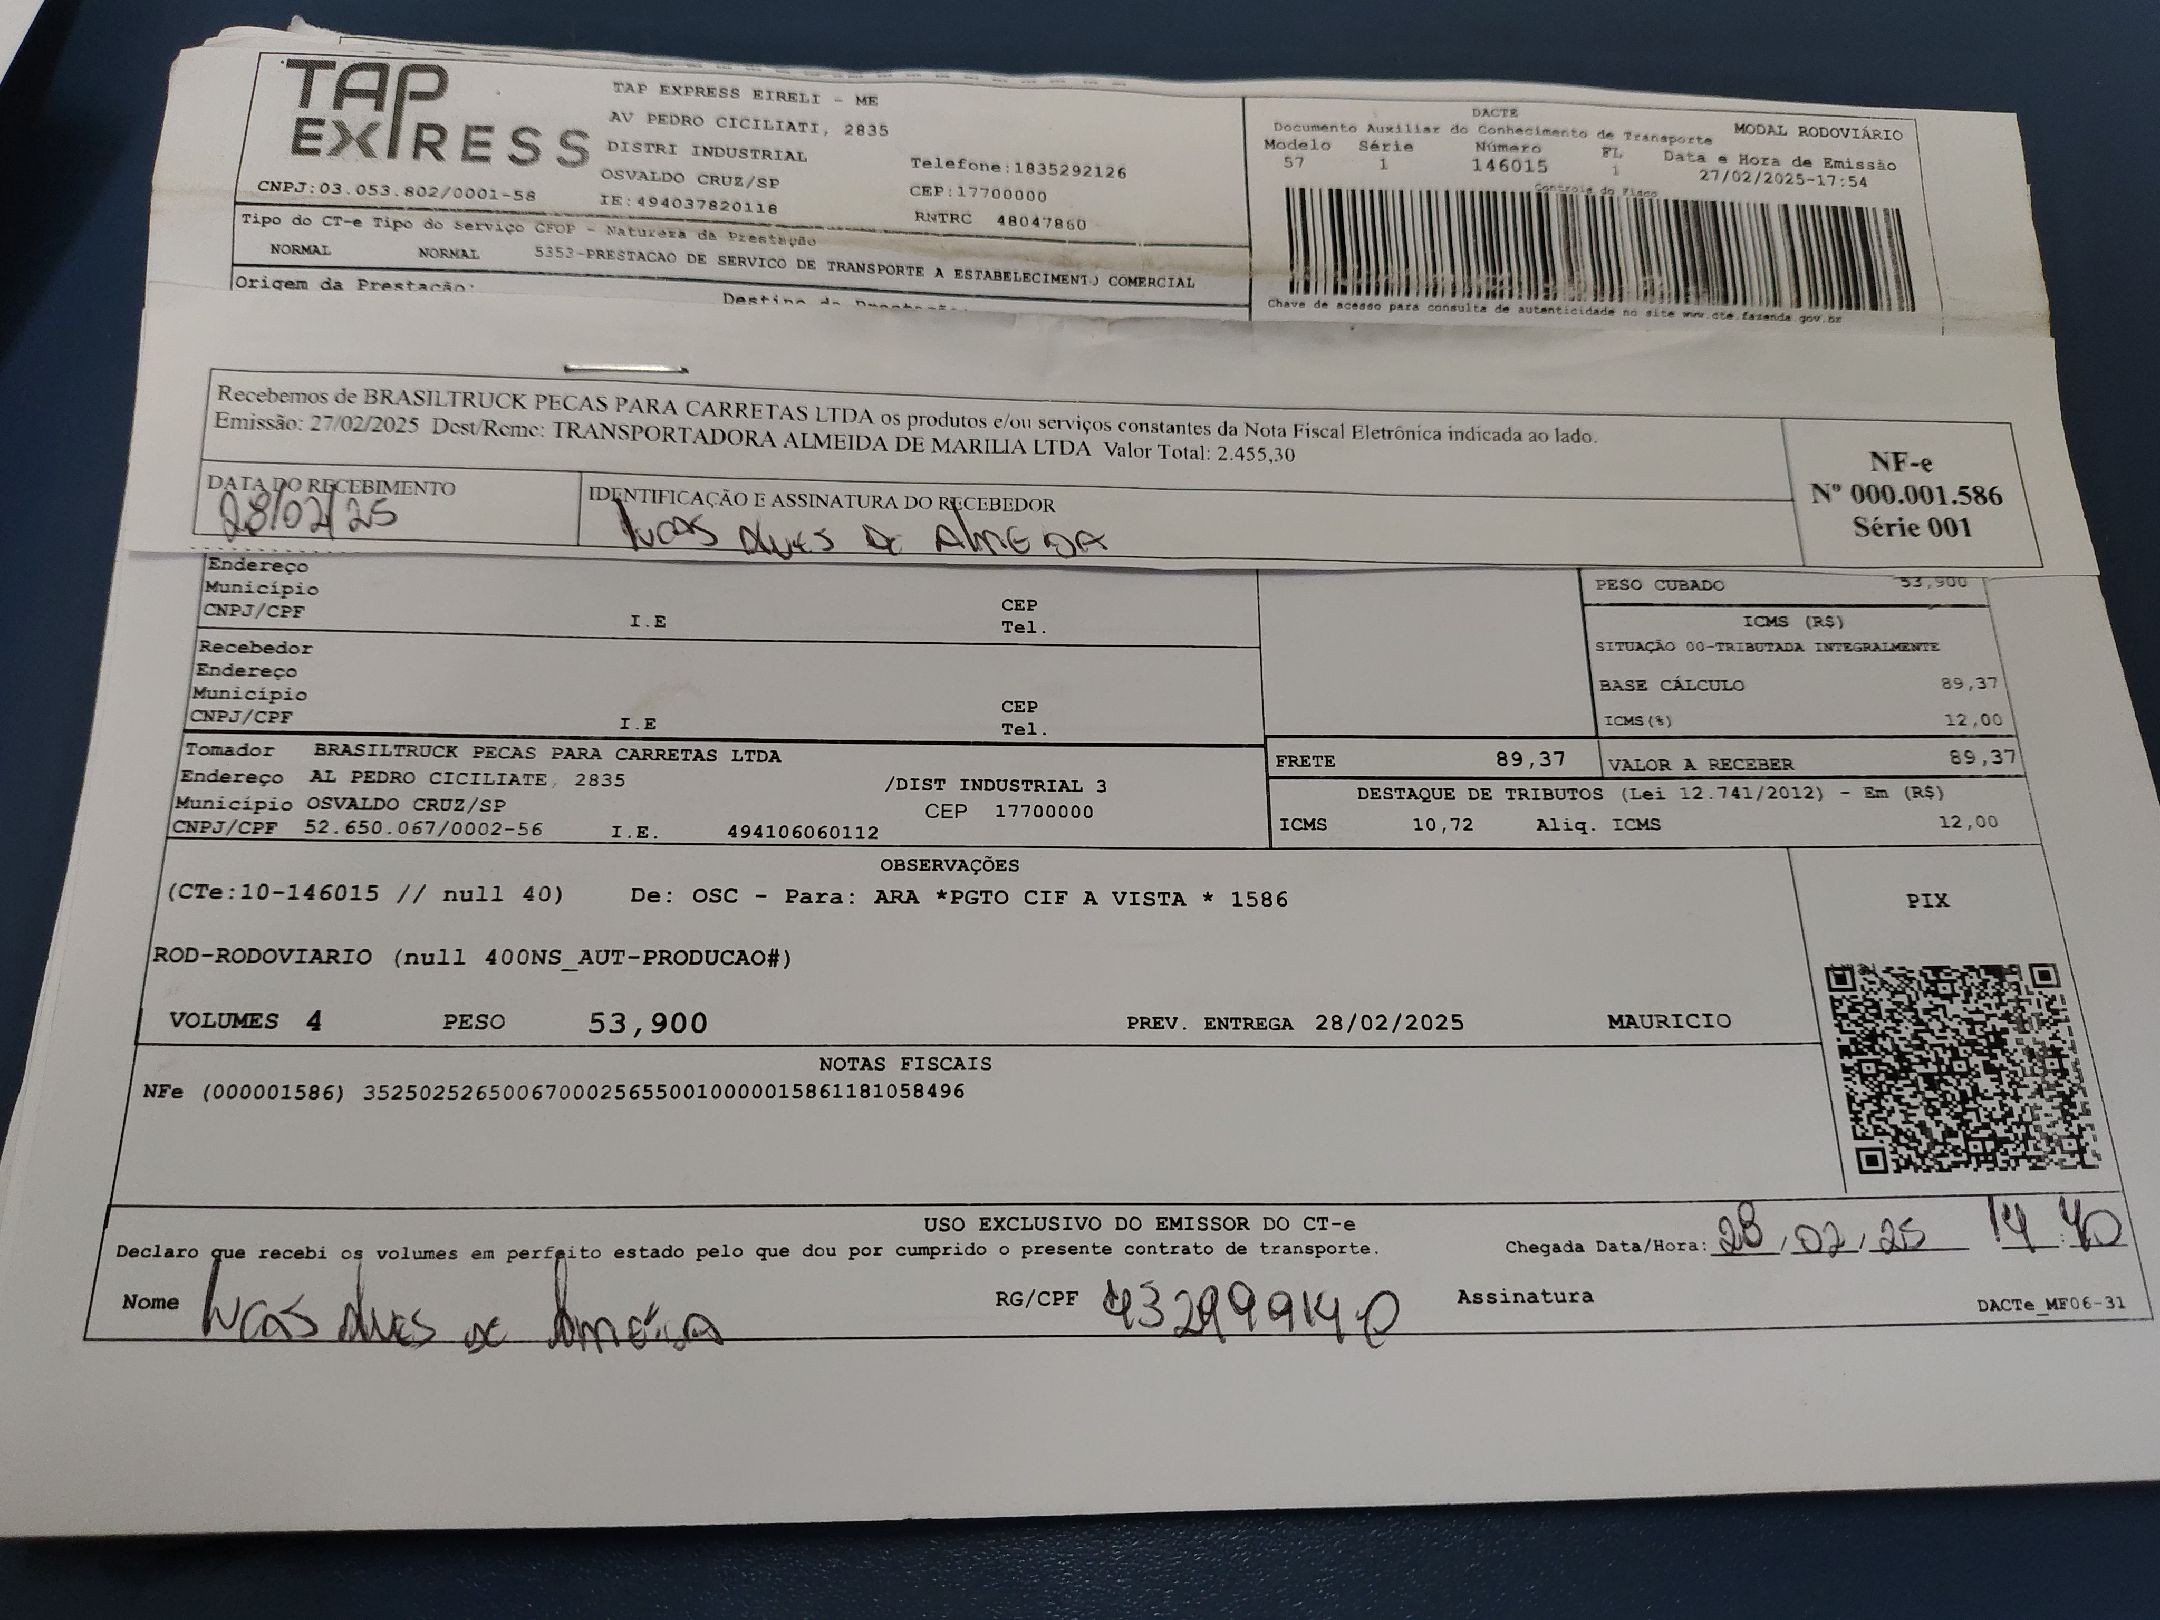 TAP EXPRESS
TAP EXPRESS EIRELI - ME
AV PEDRO CICILIATI, 2835
DISTRI INDUSTRIAL
OSVALDO CRUZ/SP
IE:494037820118
Telefone:1835292126
CEP:17700000
RNTRC 48047860
CNPJ:03.053.802/0001-58
DACTE
Documento Auxiliar do Conhecimento de Transporte MODAL RODOVIÁRIO
Modelo Série Número FL Data e Hora de Emissão
57 1 146015 1 27/02/2025-17:54
Controle do Fisco
Chave de acesso para consulta de autenticidade no site www.cte.fazenda.gov.br
Tipo do CT-e Tipo do Serviço CFOP - Natureza da Prestação
NORMAL NORMAL 5353-PRESTACAO DE SERVICO DE TRANSPORTE A ESTABELECIMENTO COMERCIAL
Origem da Prestação: Destino da Prestação
Recebemos de BRASILTRUCK PECAS PARA CARRETAS LTDA os produtos e/ou serviços constantes da Nota Fiscal Eletrônica indicada ao lado.
Emissão: 27/02/2025 Dest/Reme: TRANSPORTADORA ALMEIDA DE MARILIA LTDA Valor Total: 2.455,30
DATA DO RECEBIMENTO
28/02/25
IDENTIFICAÇÃO E ASSINATURA DO RECEBEDOR
Lucas Alves de Almeida
NF-e
Nº 000.001.586
Série 001
Endereço
Município CEP
CNPJ/CPF I.E Tel.
Recebedor
Endereço
Município CEP
CNPJ/CPF I.E Tel.
PESO CUBADO 53,900
ICMS (R$)
SITUAÇÃO 00-TRIBUTADA INTEGRALMENTE
BASE CÁLCULO 89,37
ICMS(%) 12,00
Tomador BRASILTRUCK PECAS PARA CARRETAS LTDA
Endereço AL PEDRO CICILIATE, 2835 /DIST INDUSTRIAL 3
Município OSVALDO CRUZ/SP CEP 17700000
CNPJ/CPF 52.650.067/0002-56 I.E. 494106060112
FRETE 89,37 VALOR A RECEBER 89,37
DESTAQUE DE TRIBUTOS (Lei 12.741/2012) - Em (R$)
ICMS 10,72 Aliq. ICMS 12,00
OBSERVAÇÕES
(CTe:10-146015 // null 40) De: OSC - Para: ARA *PGTO CIF A VISTA * 1586
ROD-RODOVIARIO (null 400NS_AUT-PRODUCAO#)
VOLUMES 4 PESO 53,900 PREV. ENTREGA 28/02/2025 MAURICIO
PIX
NOTAS FISCAIS
NFe (000001586) 35250252650067000256550010000015861181058496
USO EXCLUSIVO DO EMISSOR DO CT-e
Declaro que recebi os volumes em perfeito estado pelo que dou por cumprido o presente contrato de transporte.
Chegada Data/Hora: 28/02/25 14:40
Nome Lucas Alves de Almeida RG/CPF Assinatura
DACTe_MF06-31